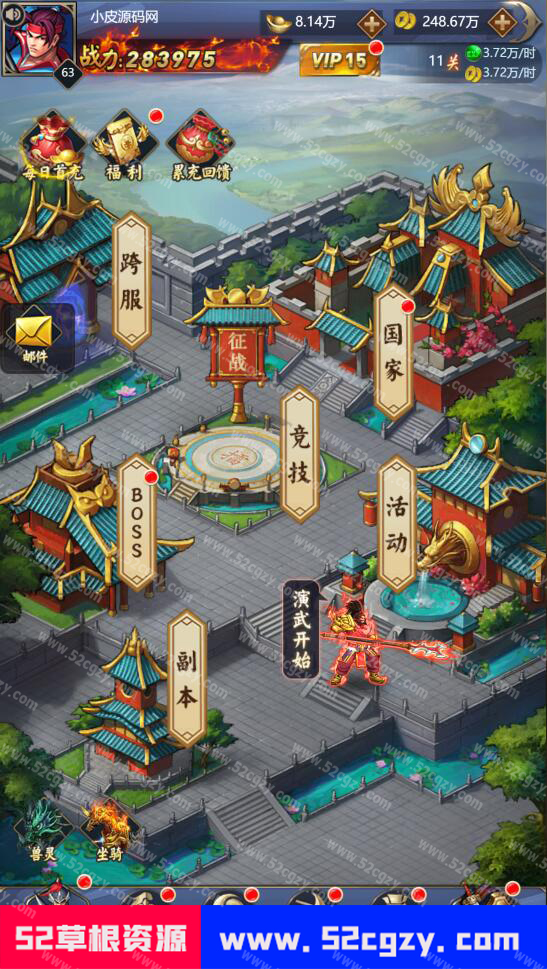 小皮源码网
8.14万
248.67万
63
战力:283975
VIP 15
11关
3.72万/时
3.72万/时
每日首充
福利
累充回馈
跨服
邮件
征战
国家
竞技
BOSS
活动
演武开始
副本
兽灵
坐骑
52草根资源
www.52cgzy.com